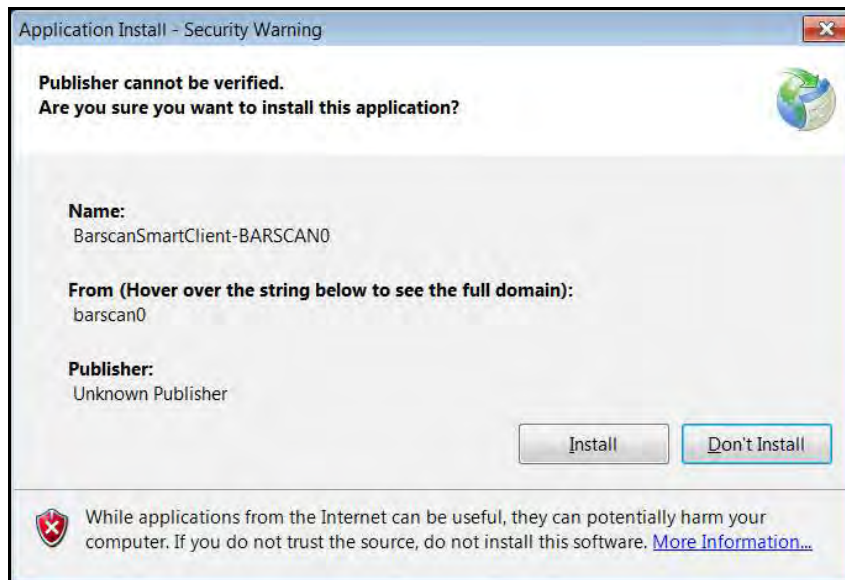 Application Install - Security Warning
Publisher cannot be verified.
Are you sure you want to install this application?
Name:
BarscanSmartClient-BARSCAN0
From (Hover over the string below to see the full domain):
barscan0
Publisher:
Unknown Publisher
Install
Don't Install
While applications from the Internet can be useful, they can potentially harm your
computer. If you do not trust the source, do not install this software. More Information...